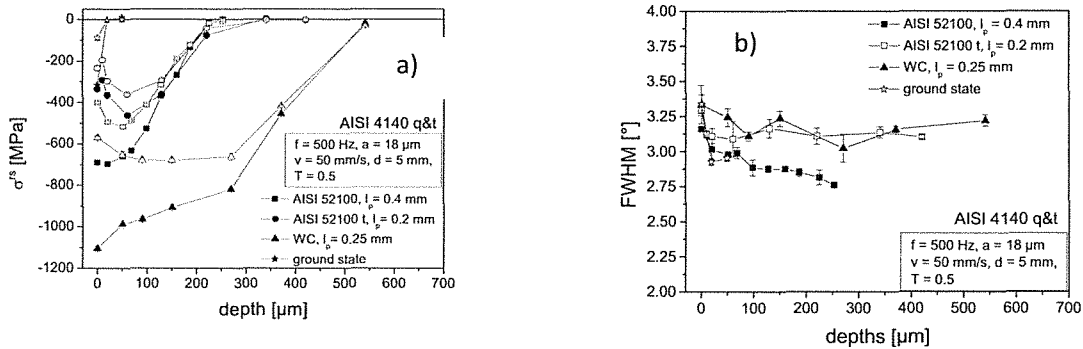 a)
0
-200
-400
-600
-800
-1000
-1200
σʳˢ [MPa]
AISI 4140 q&t
f = 500 Hz, a = 18 µm
v = 50 mm/s, d = 5 mm,
T = 0.5
AISI 52100, lₚ = 0.4 mm
AISI 52100 t, lₚ = 0.2 mm
WC, lₚ = 0.25 mm
ground state
0 100 200 300 400 500 600 700
depth [µm]
b)
4.00
3.75
3.50
3.25
3.00
2.75
2.50
2.25
2.00
FWHM [°]
AISI 52100, lₚ = 0.4 mm
AISI 52100 t, lₚ = 0.2 mm
WC, lₚ = 0.25 mm
ground state
AISI 4140 q&t
f = 500 Hz, a = 18 µm
v = 50 mm/s, d = 5 mm,
T = 0.5
0 100 200 300 400 500 600 700
depths [µm]